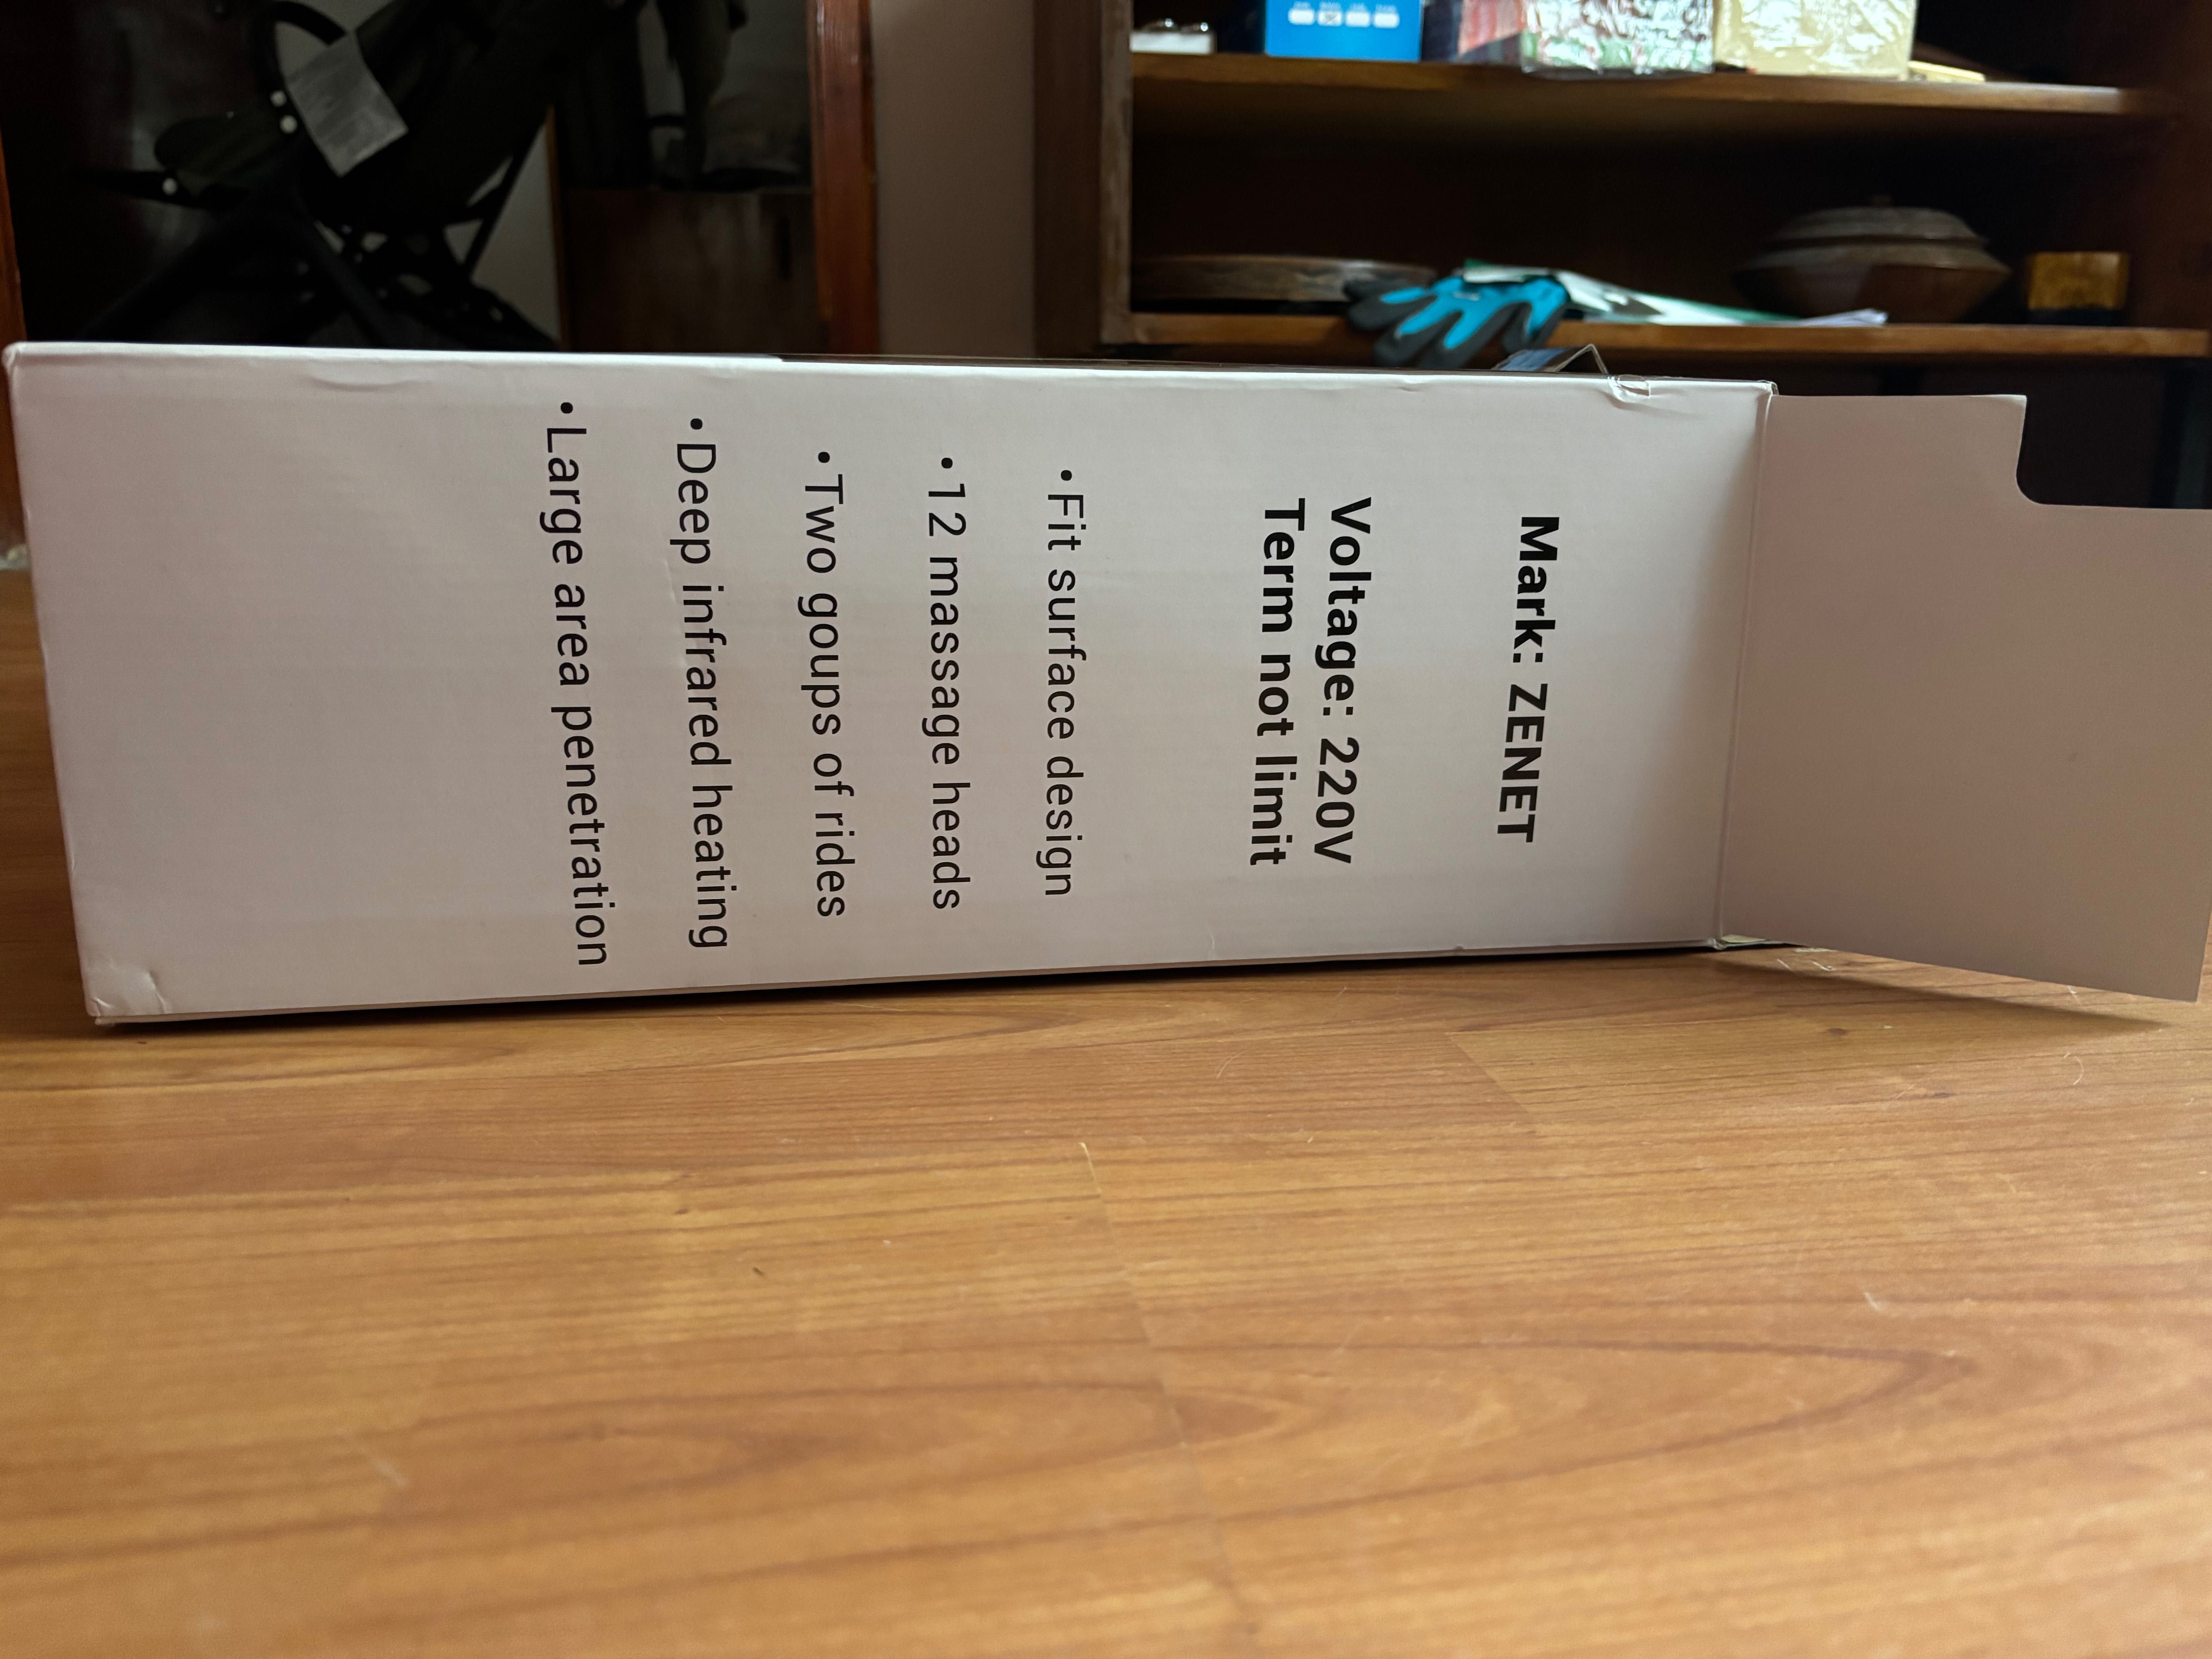 Mark: ZENET
Voltage: 220V
Term not limit
•Fit surface design
•12 massage heads
•Two goups of rides
•Deep infrared heating
•Large area penetration